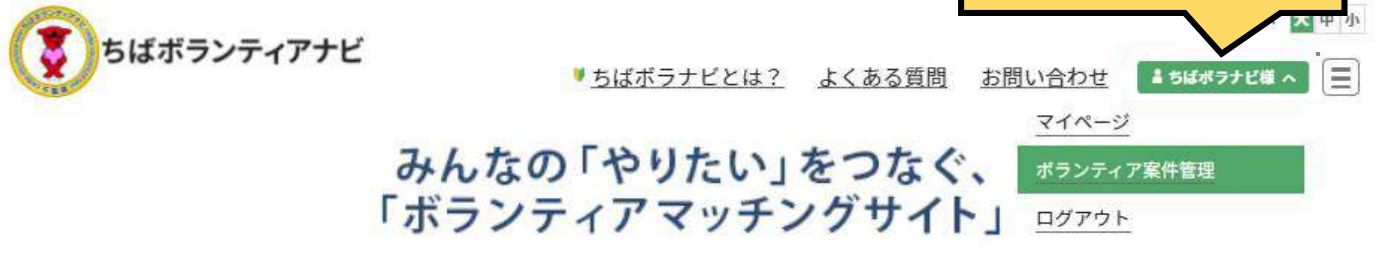 ちばボランティアナビ
大 中 小
ちばボラナビとは？ よくある質問 お問い合わせ ちばボラナビ様
マイページ
ボランティア案件管理
ログアウト
みんなの「やりたい」をつなぐ、
「ボランティアマッチングサイト」